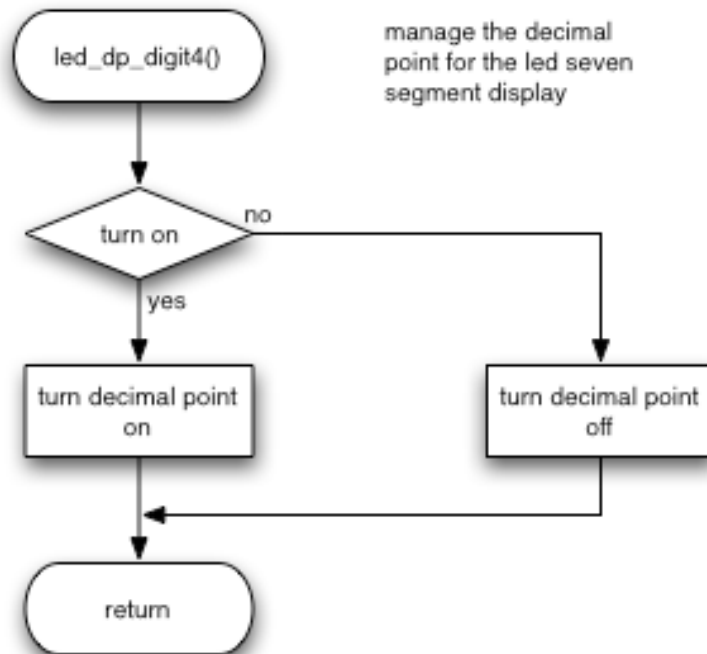 led_dp_digit4()
manage the decimal
point for the led seven
segment display
turn on
no
yes
turn decimal point
on
turn decimal point
off
return